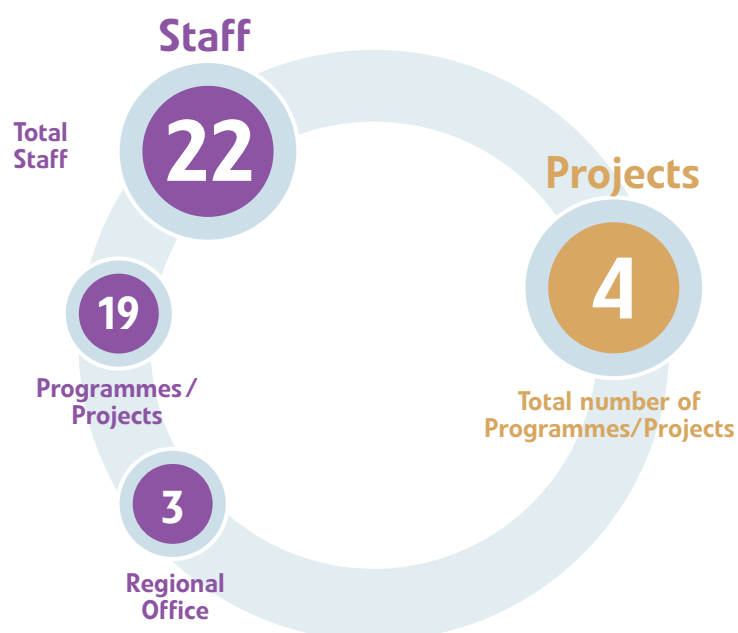 Staff
22
Total
Staff
19
Programmes/
Projects
3
Regional
Office
Projects
4
Total number of
Programmes/Projects